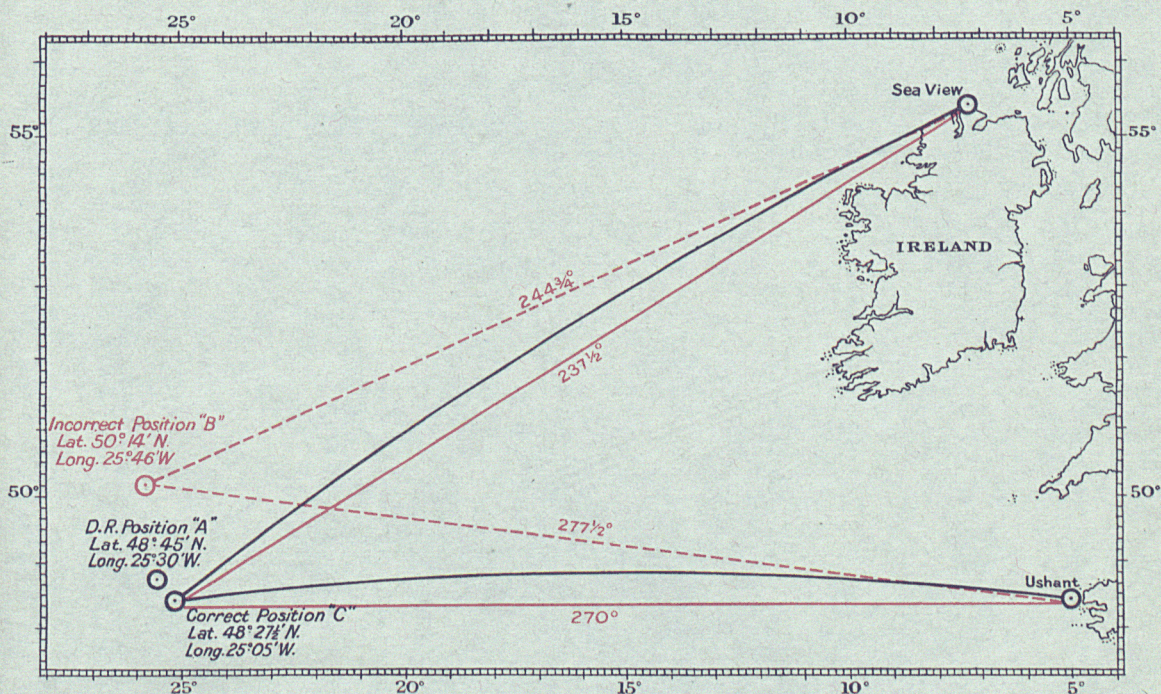 25° 20° 15° 10° 5°
Sea View
55° 55°
IRELAND
244¾°
237½°
Incorrect Position "B"
Lat. 50° 14' N.
Long. 25° 46' W
50° 50°
277½°
D.R. Position "A"
Lat. 48° 45' N.
Long. 25° 30' W.
Ushant
Correct Position "C"
Lat. 48° 27½' N.
Long. 25° 05' W.
270°
25° 20° 15° 10° 5°